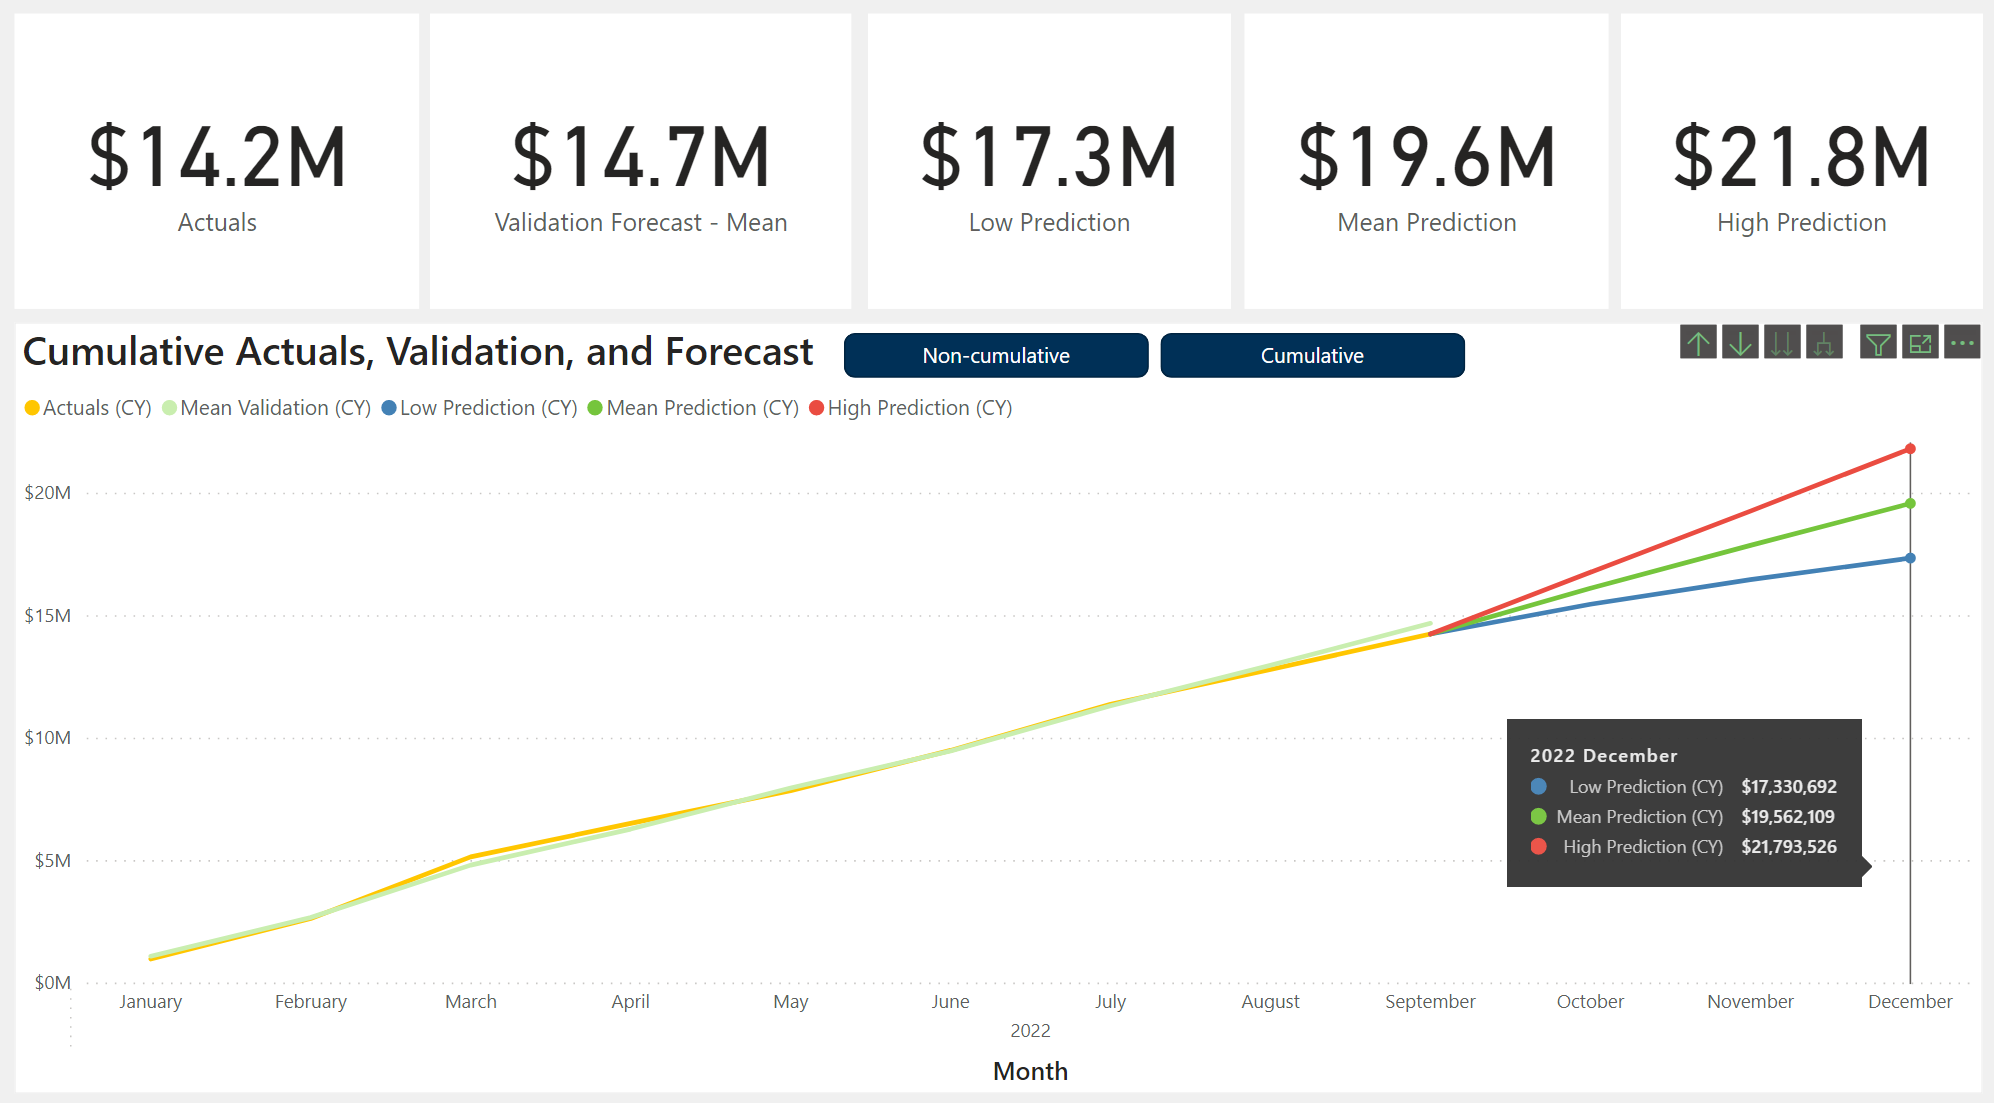 $14.2M
Actuals
$14.7M
Validation Forecast - Mean
$17.3M
Low Prediction
$19.6M
Mean Prediction
$21.8M
High Prediction
Cumulative Actuals, Validation, and Forecast
Non-cumulative
Cumulative
Actuals (CY) Mean Validation (CY) Low Prediction (CY) Mean Prediction (CY) High Prediction (CY)
$20M
$15M
$10M
$5M
$0M
2022 December
Low Prediction (CY) $17,330,692
Mean Prediction (CY) $19,562,109
High Prediction (CY) $21,793,526
January February March April May June July August September October November December
2022
Month